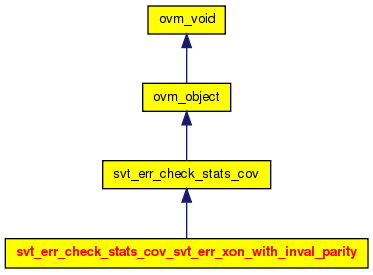 ovm_void
ovm_object
svt_err_check_stats_cov
svt_err_check_stats_cov_svt_err_xon_with_inval_parity